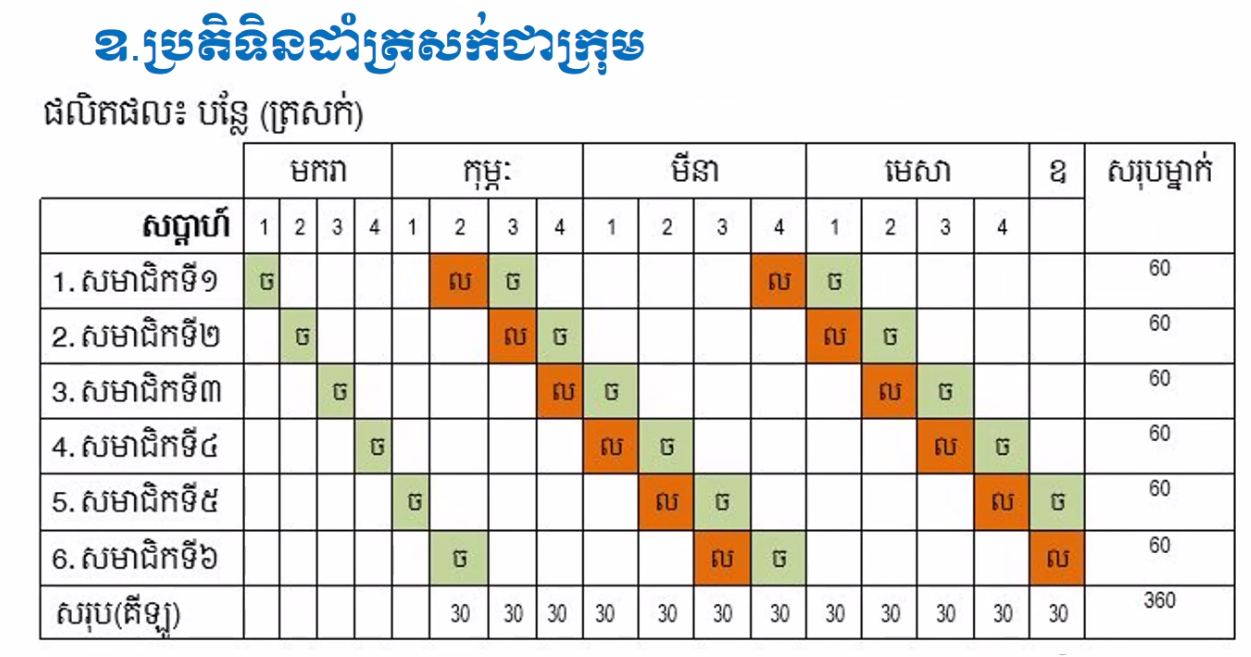 ឧ.ប្រតិទិនដាំត្រសក់ជាក្រុម
ផលិតផល៖ បន្លែ (ត្រសក់)
មករា កុម្ភៈ មីនា មេសា ឧ សរុបម្នាក់
សប្តាហ៍ 1 2 3 4 1 2 3 4 1 2 3 4 1 2 3 4
1. សមាជិកទី១ ច ល ច ល ច 60
2. សមាជិកទី២ ច ល ច ល ច 60
3. សមាជិកទី៣ ច ល ច ល ច 60
4. សមាជិកទី៤ ច ល ច ល ច 60
5. សមាជិកទី៥ ច ល ច ល ច 60
6. សមាជិកទី៦ ច ល ច ល 60
សរុប(គីឡូ) 30 30 30 30 30 30 30 30 30 30 30 30 360